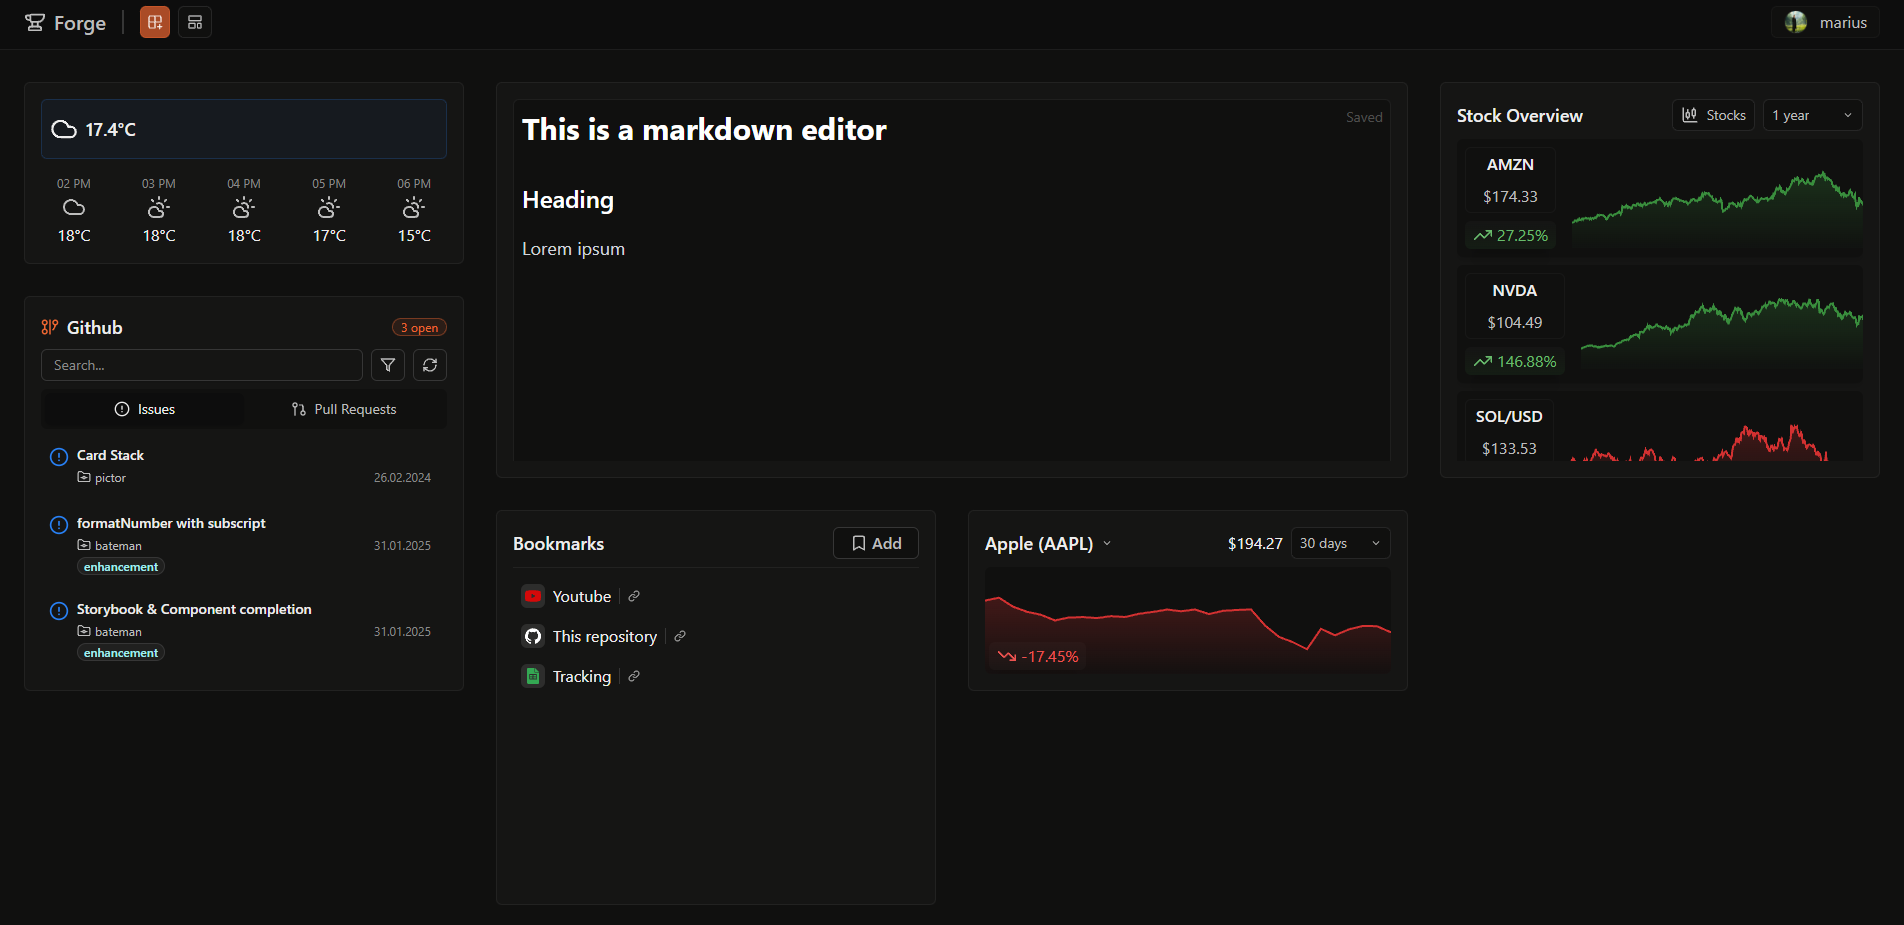 Forge
marius
17.4°C
02 PM 03 PM 04 PM 05 PM 06 PM
18°C 18°C 18°C 17°C 15°C
Github
3 open
Search...
Issues
Pull Requests
Card Stack
pictor
26.02.2024
formatNumber with subscript
bateman
31.01.2025
enhancement
Storybook & Component completion
bateman
31.01.2025
enhancement
This is a markdown editor
Saved
Heading
Lorem ipsum
Bookmarks
Add
Youtube
This repository
Tracking
Apple (AAPL)
$194.27
30 days
-17.45%
Stock Overview
Stocks
1 year
AMZN
$174.33
27.25%
NVDA
$104.49
146.88%
SOL/USD
$133.53